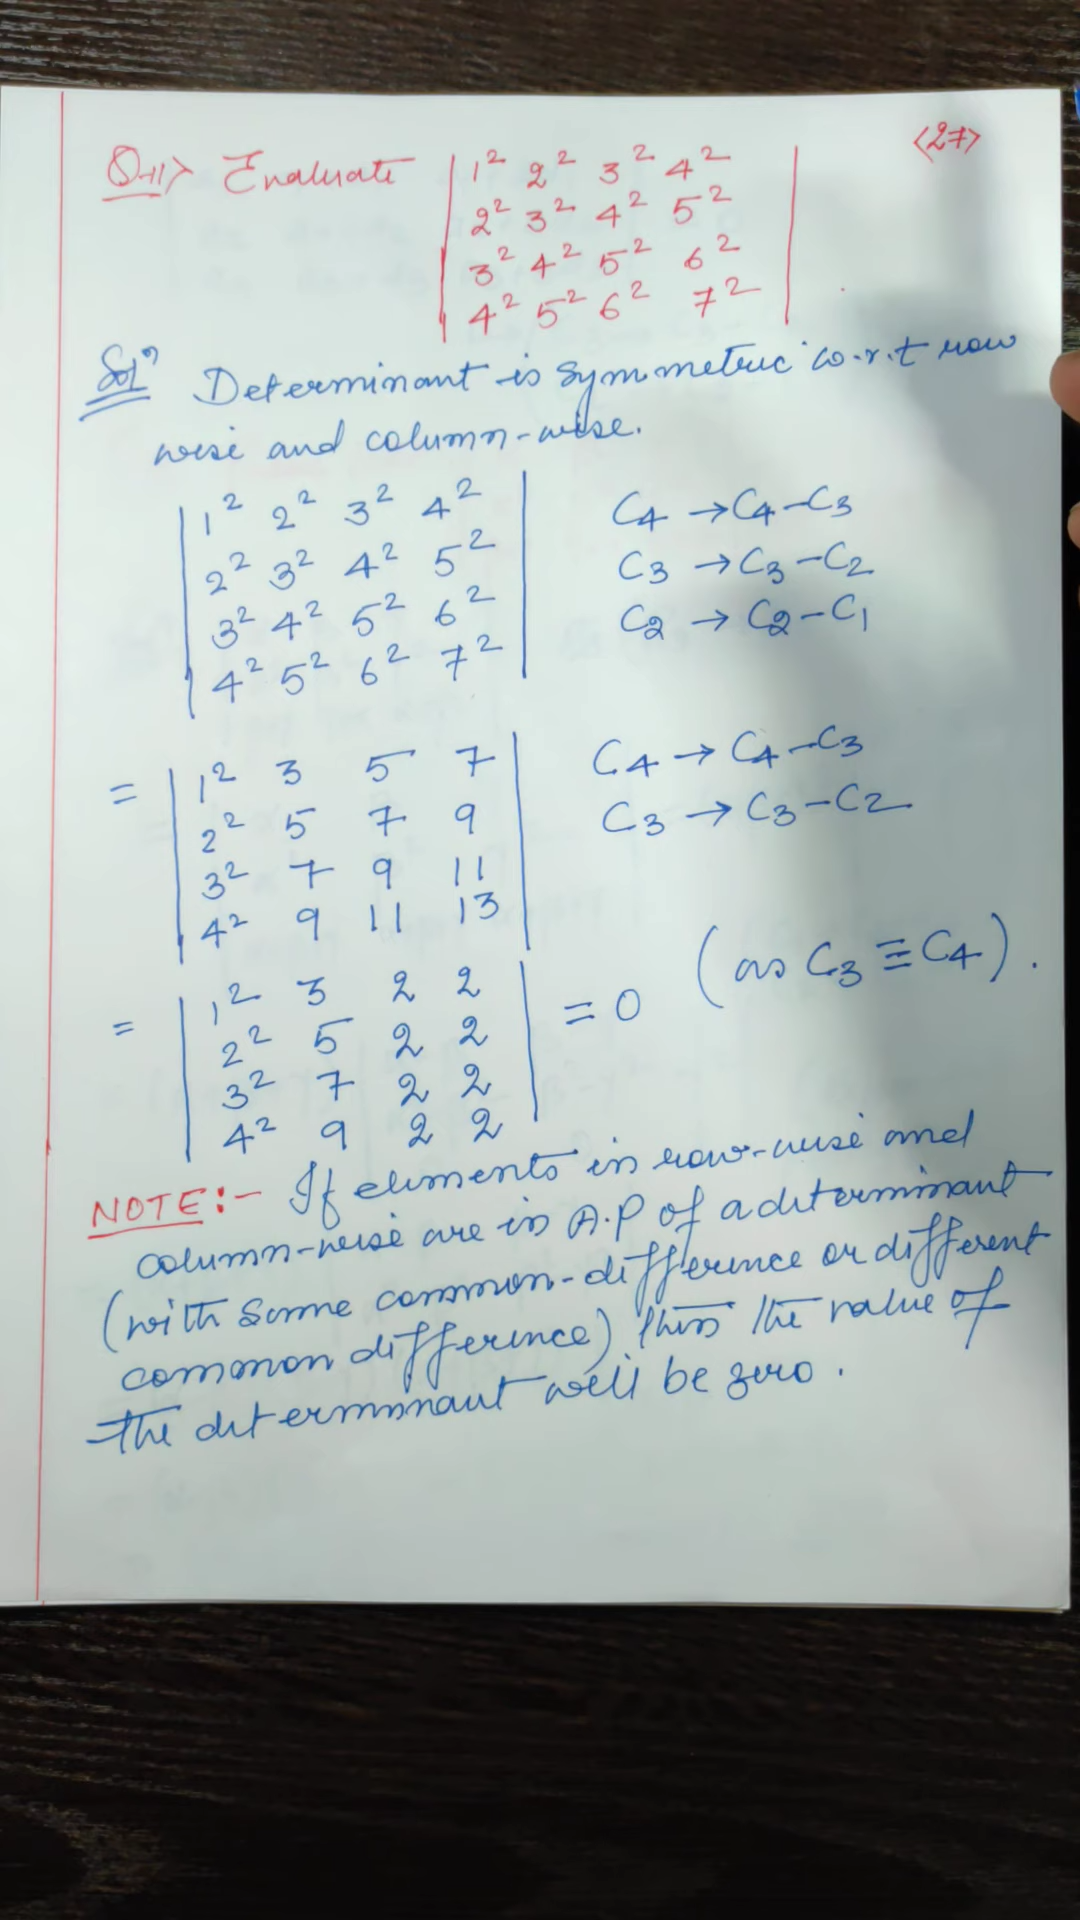 <27>
Q-11> Evaluate | 1² 2² 3² 4² |
| 2² 3² 4² 5² |
| 3² 4² 5² 6² |
| 4² 5² 6² 7² |
Solⁿ Determinant is symmetric w.r.t row
wise and column-wise.
| 1² 2² 3² 4² | C₄ → C₄-C₃
| 2² 3² 4² 5² | C₃ → C₃-C₂
| 3² 4² 5² 6² | C₂ → C₂-C₁
| 4² 5² 6² 7² |
= | 1² 3 5 7 | C₄ → C₄-C₃
| 2² 5 7 9 | C₃ → C₃-C₂
| 3² 7 9 11 |
| 4² 9 11 13 |
= | 1² 3 2 2 | = 0 (as C₃ ≡ C₄).
| 2² 5 2 2 |
| 3² 7 2 2 |
| 4² 9 2 2 |
NOTE:- If elements in row-wise and
column-wise are in A.P of a determinant
(with same common-difference or different
common difference) then the value of
the determinant will be zero.